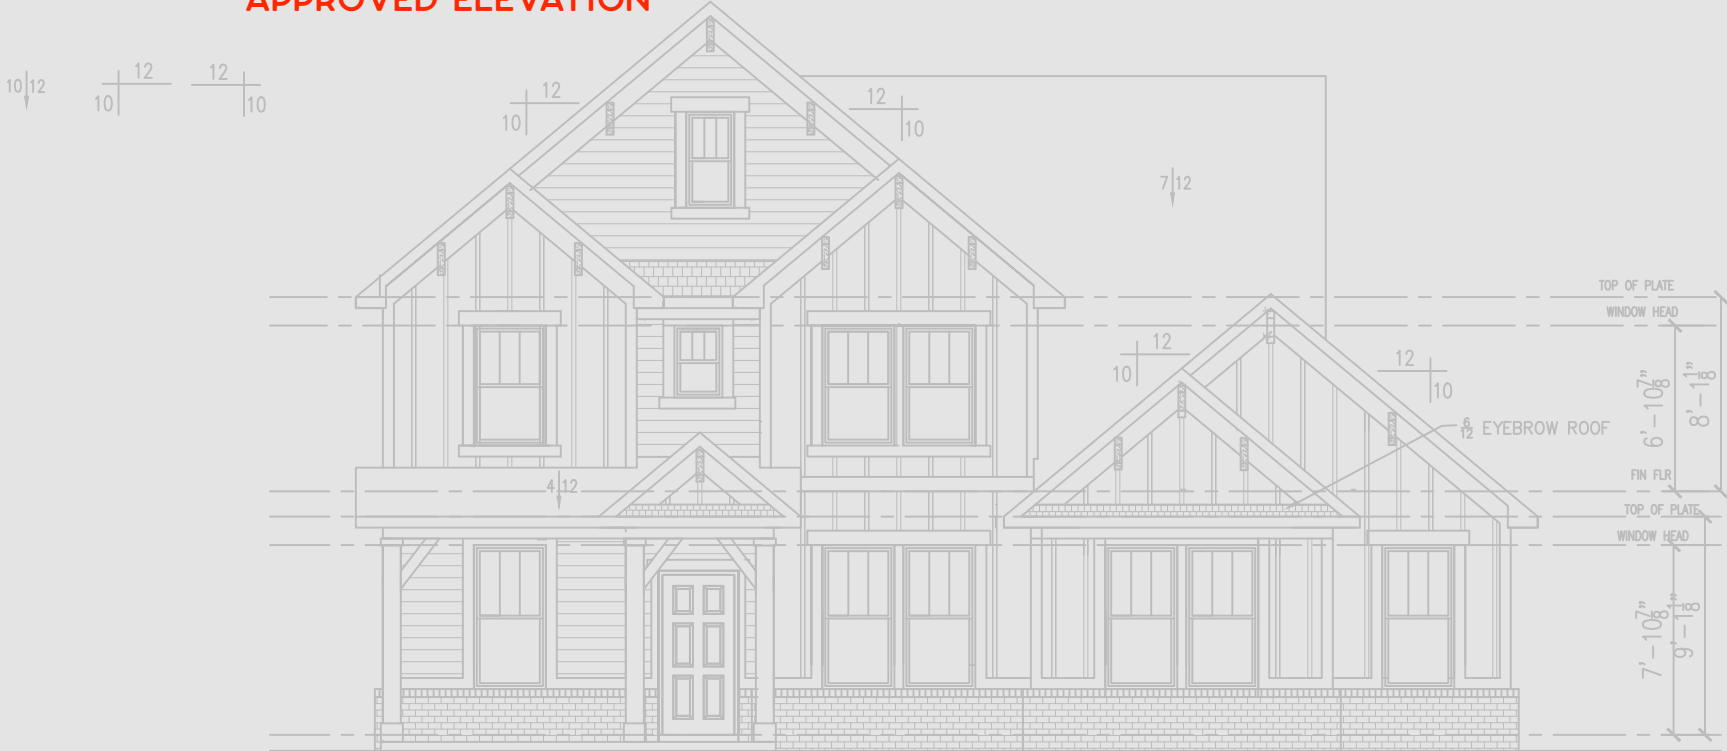 APPROVED ELEVATION
10 12
12
10
12
10
12
10
12
10
7 12
TOP OF PLATE
WINDOW HEAD
12
10
12
10
6'-10 7/8"
8'-1 1/8"
6/12 EYEBROW ROOF
FIN FLR
4 12
TOP OF PLATE
WINDOW HEAD
7'-10 7/8"
9'-1 1/8"